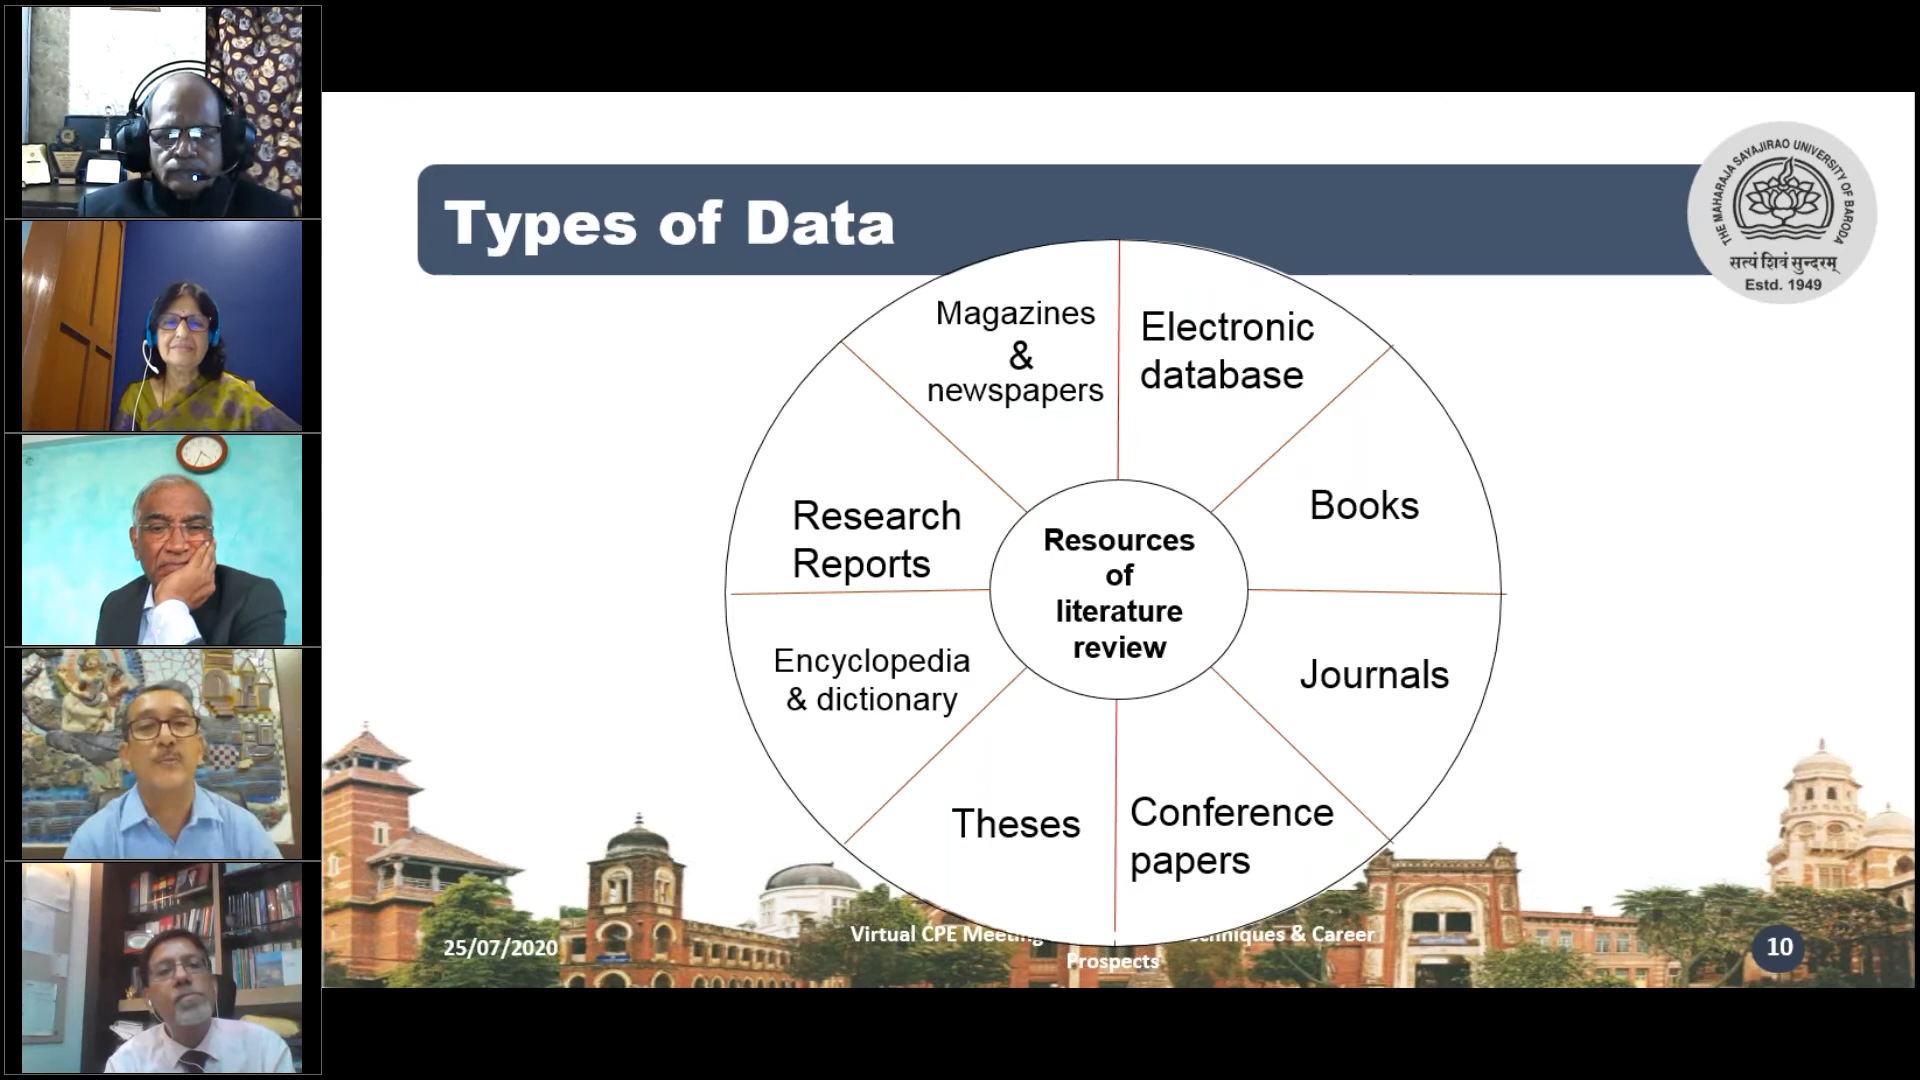 Types of Data
THE MAHARAJA SAYAJIRAO UNIVERSITY OF BARODA
सत्यं शिवं सुन्दरम्
Estd. 1949
Magazines
&
newspapers
Electronic
database
Books
Journals
Conference
papers
Theses
Encyclopedia
& dictionary
Research
Reports
Resources
of
literature
review
25/07/2020
Virtual CPE Meeting
& Career
Prospects
10